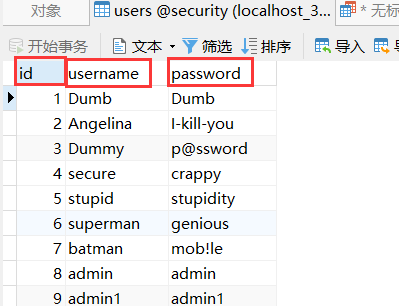 对象 users @security (localhost_3... * 无标
开始事务 文本 筛选 排序 导入
id username password
1 Dumb Dumb
2 Angelina I-kill-you
3 Dummy p@ssword
4 secure crappy
5 stupid stupidity
6 superman genious
7 batman mob!le
8 admin admin
9 admin1 admin1